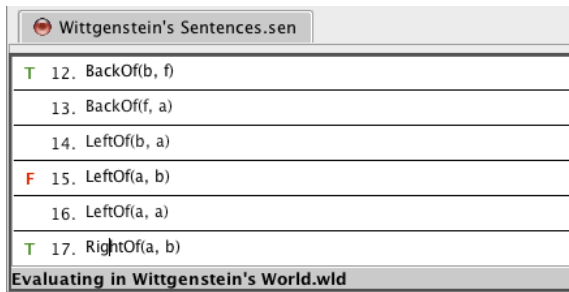 Wittgenstein's Sentences.sen
T 12. BackOf(b, f)
13. BackOf(f, a)
14. LeftOf(b, a)
F 15. LeftOf(a, b)
16. LeftOf(a, a)
T 17. RightOf(a, b)
Evaluating in Wittgenstein's World.wld